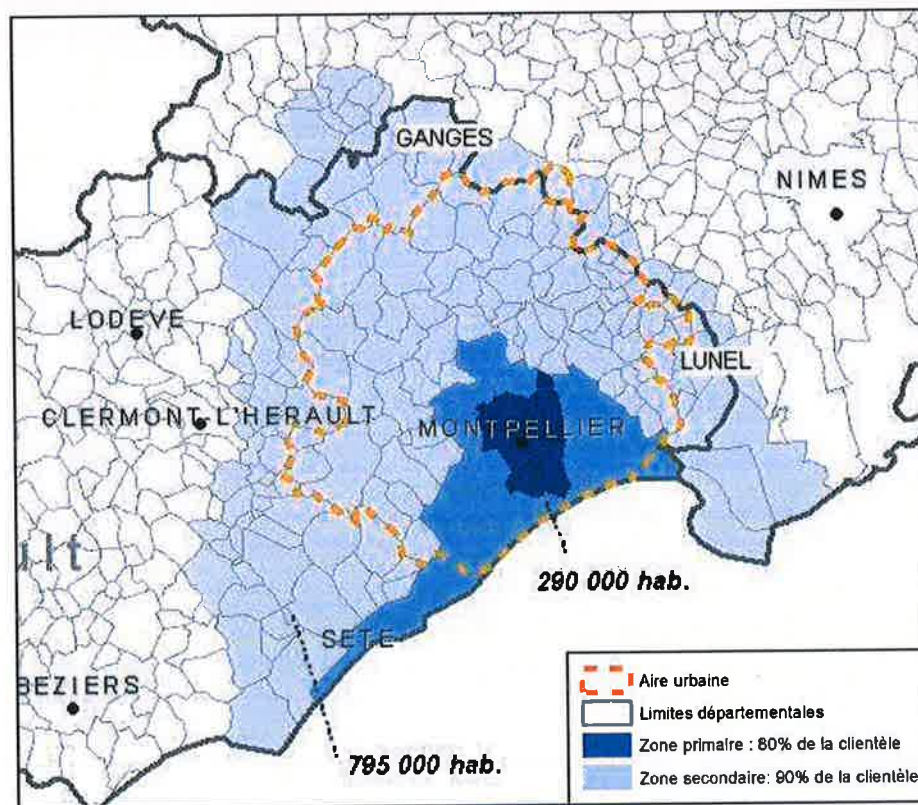 GANGES
NIMES
LODEVE
LUNEL
CLERMONT-L'HERAULT
MONTPELLIER
ult
290 000 hab.
SETE
BEZIERS
795 000 hab.
Aire urbaine
Limites départementales
Zone primaire : 80% de la clientèle
Zone secondaire: 90% de la clientèle